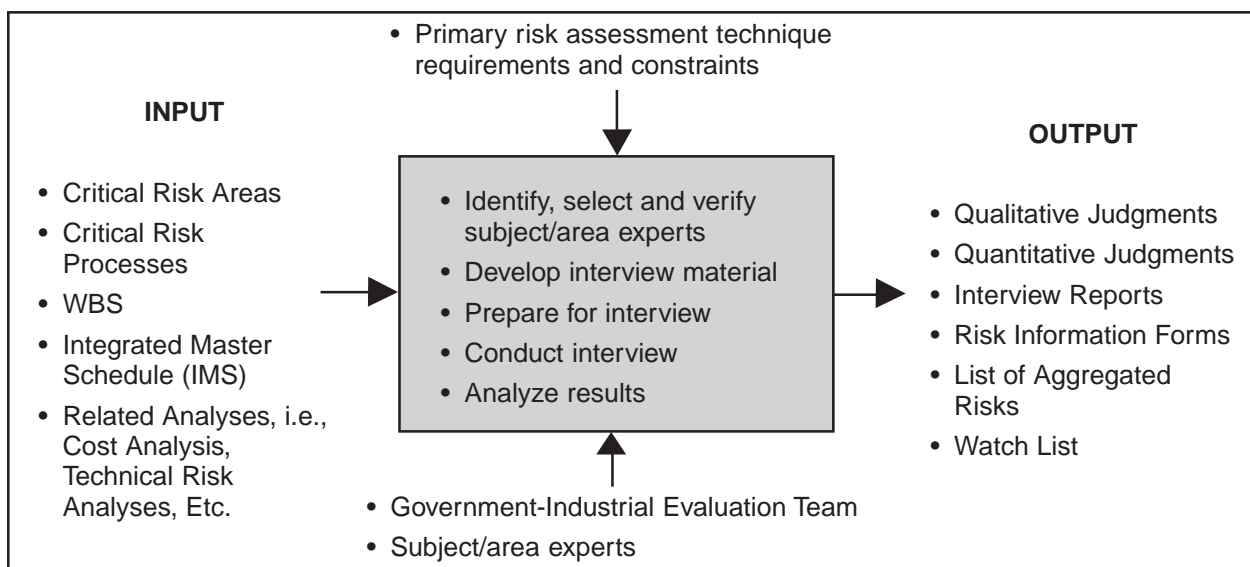 • Primary risk assessment technique
requirements and constraints
INPUT
• Critical Risk Areas
• Critical Risk
Processes
• WBS
• Integrated Master
Schedule (IMS)
• Related Analyses, i.e.,
Cost Analysis,
Technical Risk
Analyses, Etc.
• Identify, select and verify
subject/area experts
• Develop interview material
• Prepare for interview
• Conduct interview
• Analyze results
• Government-Industrial Evaluation Team
• Subject/area experts
OUTPUT
• Qualitative Judgments
• Quantitative Judgments
• Interview Reports
• Risk Information Forms
• List of Aggregated
Risks
• Watch List